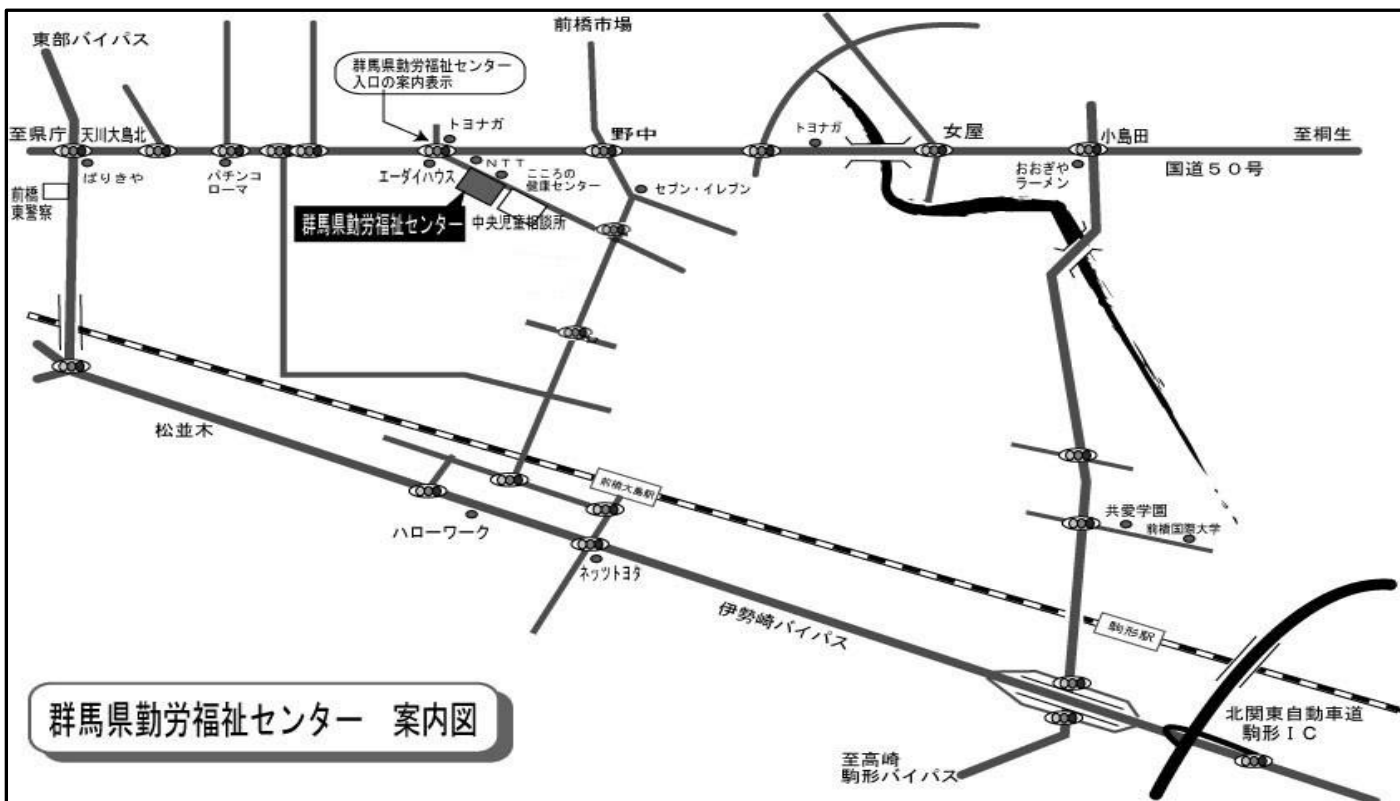 前橋市場
東部バイパス
群馬県勤労福祉センター
入口の案内表示
至県庁
天川大島北
トヨナガ
野中
トヨナガ
女屋
小島田
至桐生
国道50号
ばりきや
パチンコ
ローマ
エーダイハウス
NTT
こころの
健康センター
セブン・イレブン
おおぎや
ラーメン
前橋
東警察
群馬県勤労福祉センター
中央児童相談所
松並木
前橋大島駅
ハローワーク
ネッツトヨタ
共愛学園
前橋国際大学
伊勢崎バイパス
駒形駅
群馬県勤労福祉センター 案内図
北関東自動車道
駒形IC
至高崎
駒形バイパス